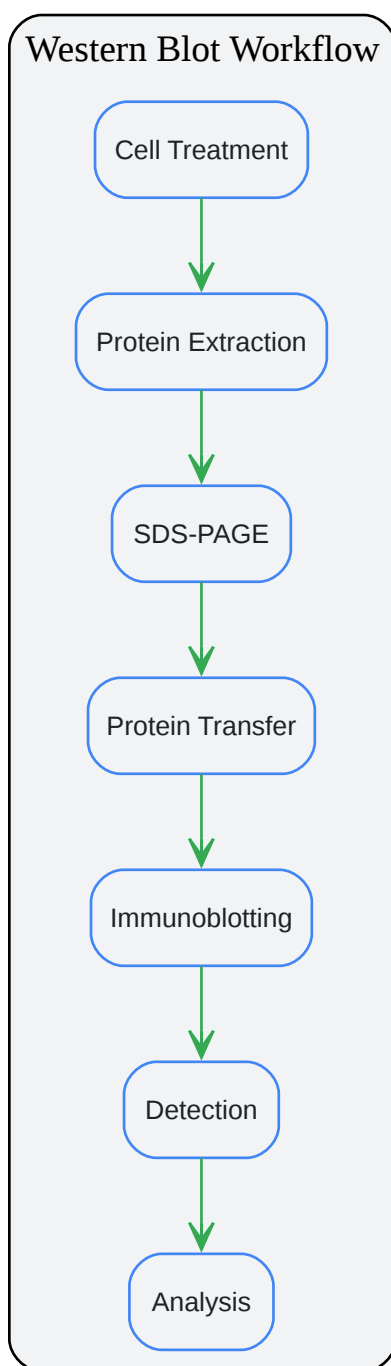 Western Blot Workflow
Cell Treatment
Protein Extraction
SDS-PAGE
Protein Transfer
Immunoblotting
Detection
Analysis